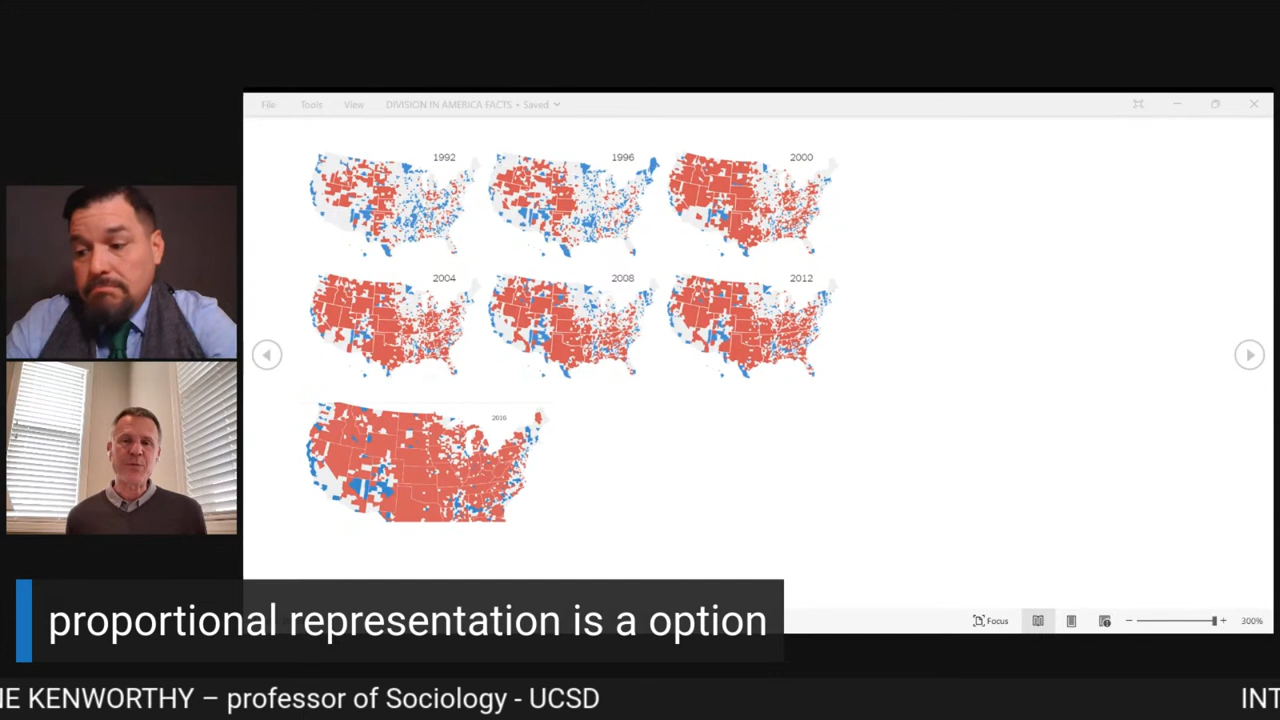 File Tools View DIVISION IN AMERICA FACTS • Saved
1992 1996 2000
2004 2008 2012
2016
proportional representation is a option
Focus
300%
NE KENWORTHY – professor of Sociology - UCSD INT